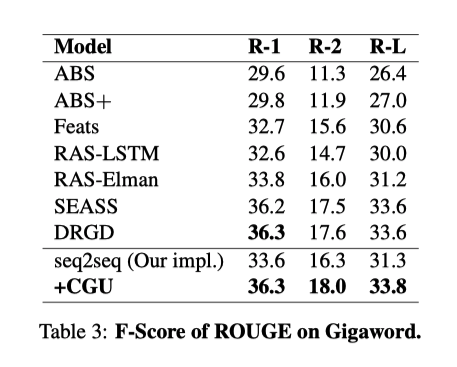 Model R-1 R-2 R-L
ABS 29.6 11.3 26.4
ABS+ 29.8 11.9 27.0
Feats 32.7 15.6 30.6
RAS-LSTM 32.6 14.7 30.0
RAS-Elman 33.8 16.0 31.2
SEASS 36.2 17.5 33.6
DRGD 36.3 17.6 33.6
seq2seq (Our impl.) 33.6 16.3 31.3
+CGU 36.3 18.0 33.8
Table 3: F-Score of ROUGE on Gigaword.